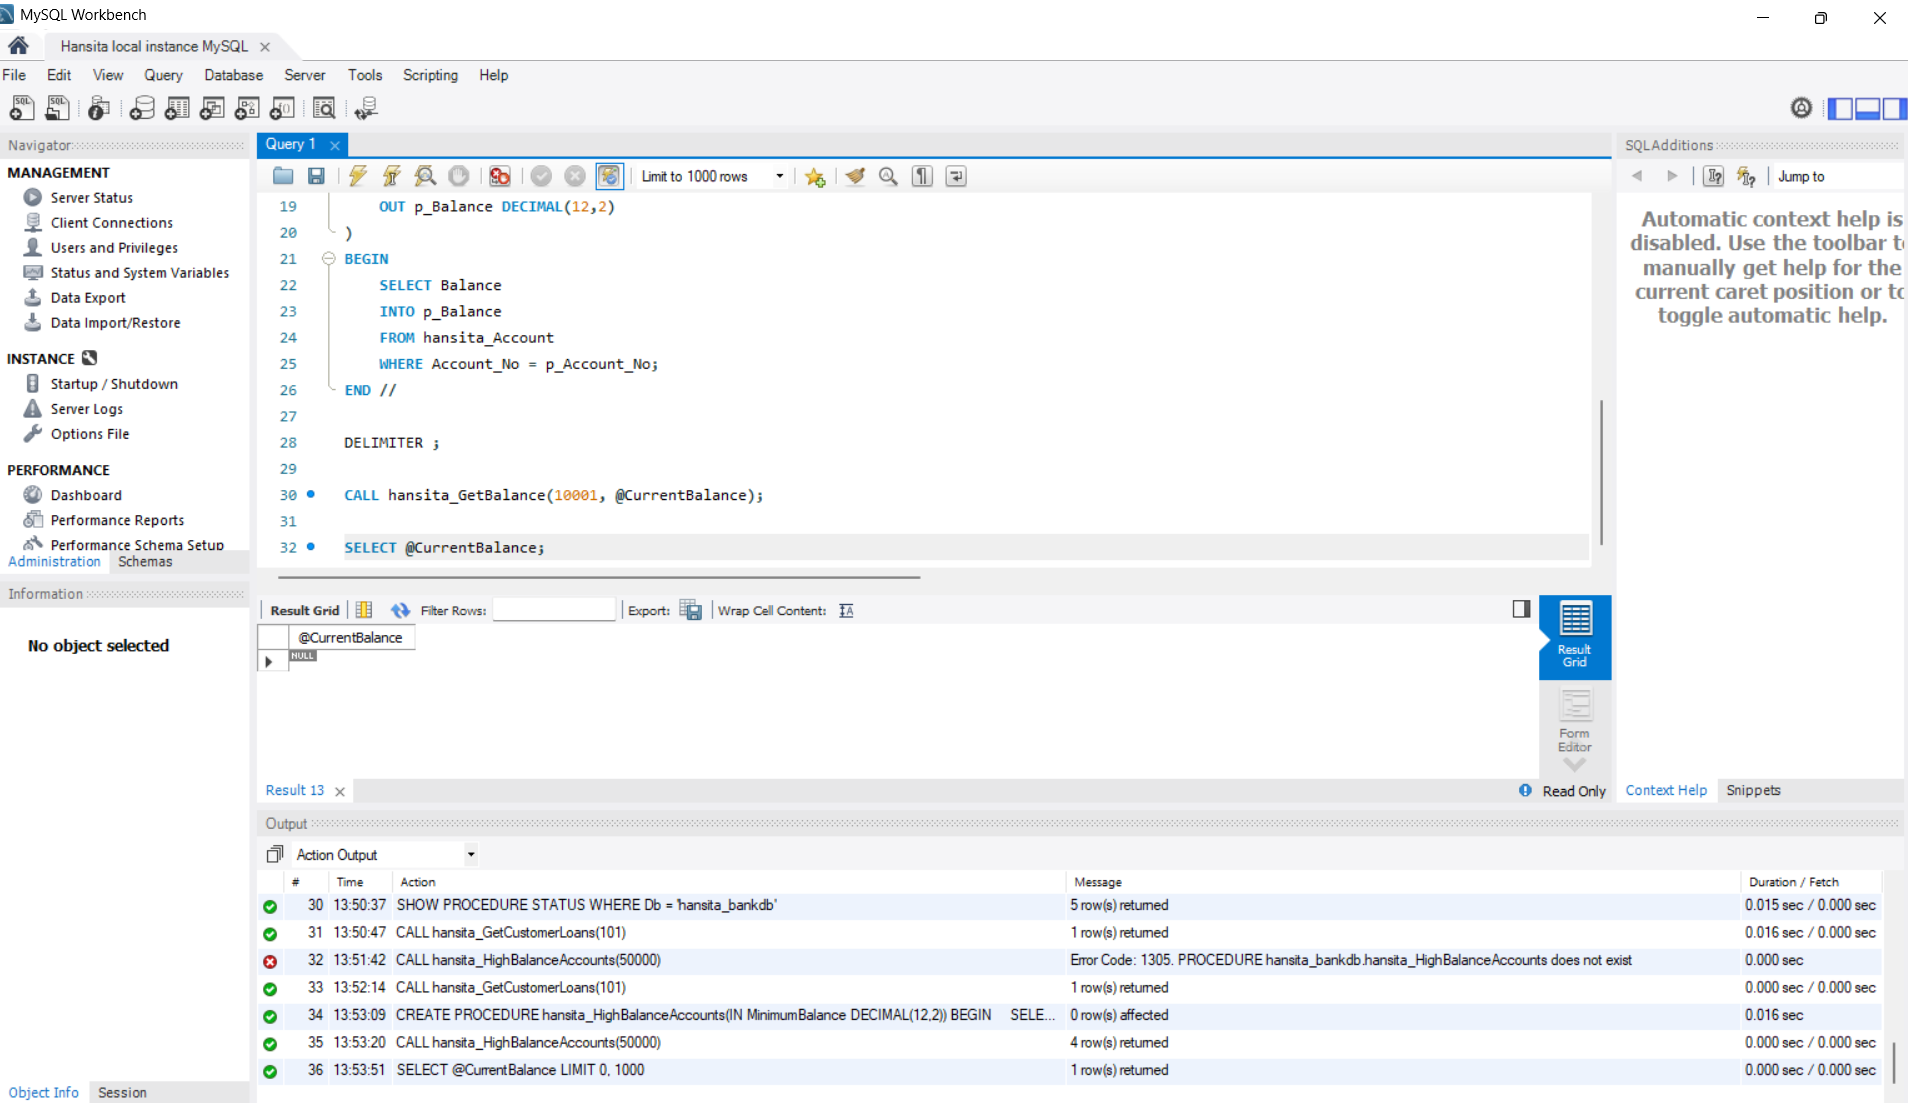 MySQL Workbench
Hansita local instance MySQL
File Edit View Query Database Server Tools Scripting Help
Navigator
MANAGEMENT
Server Status
Client Connections
Users and Privileges
Status and System Variables
Data Export
Data Import/Restore
INSTANCE
Startup / Shutdown
Server Logs
Options File
PERFORMANCE
Dashboard
Performance Reports
Performance Schema Setup
Administration Schemas
Information
No object selected
Object Info Session
Query 1
Limit to 1000 rows
19 OUT p_Balance DECIMAL(12,2)
20 )
21 BEGIN
22 SELECT Balance
23 INTO p_Balance
24 FROM hansita_Account
25 WHERE Account_No = p_Account_No;
26 END //
27
28 DELIMITER ;
29
30 CALL hansita_GetBalance(10001, @CurrentBalance);
31
32 SELECT @CurrentBalance;
Result Grid Filter Rows: Export: Wrap Cell Content:
@CurrentBalance
NULL
Result Grid
Form Editor
Result 13 Read Only
SQLAdditions
Jump to
Automatic context help is
disabled. Use the toolbar t
manually get help for the
current caret position or to
toggle automatic help.
Context Help Snippets
Output
Action Output
# Time Action Message Duration / Fetch
30 13:50:37 SHOW PROCEDURE STATUS WHERE Db = 'hansita_bankdb' 5 row(s) returned 0.015 sec / 0.000 sec
31 13:50:47 CALL hansita_GetCustomerLoans(101) 1 row(s) returned 0.016 sec / 0.000 sec
32 13:51:42 CALL hansita_HighBalanceAccounts(50000) Error Code: 1305. PROCEDURE hansita_bankdb.hansita_HighBalanceAccounts does not exist 0.000 sec
33 13:52:14 CALL hansita_GetCustomerLoans(101) 1 row(s) returned 0.000 sec / 0.000 sec
34 13:53:09 CREATE PROCEDURE hansita_HighBalanceAccounts(IN MinimumBalance DECIMAL(12,2)) BEGIN SELE... 0 row(s) affected 0.016 sec
35 13:53:20 CALL hansita_HighBalanceAccounts(50000) 4 row(s) returned 0.000 sec / 0.000 sec
36 13:53:51 SELECT @CurrentBalance LIMIT 0, 1000 1 row(s) returned 0.000 sec / 0.000 sec